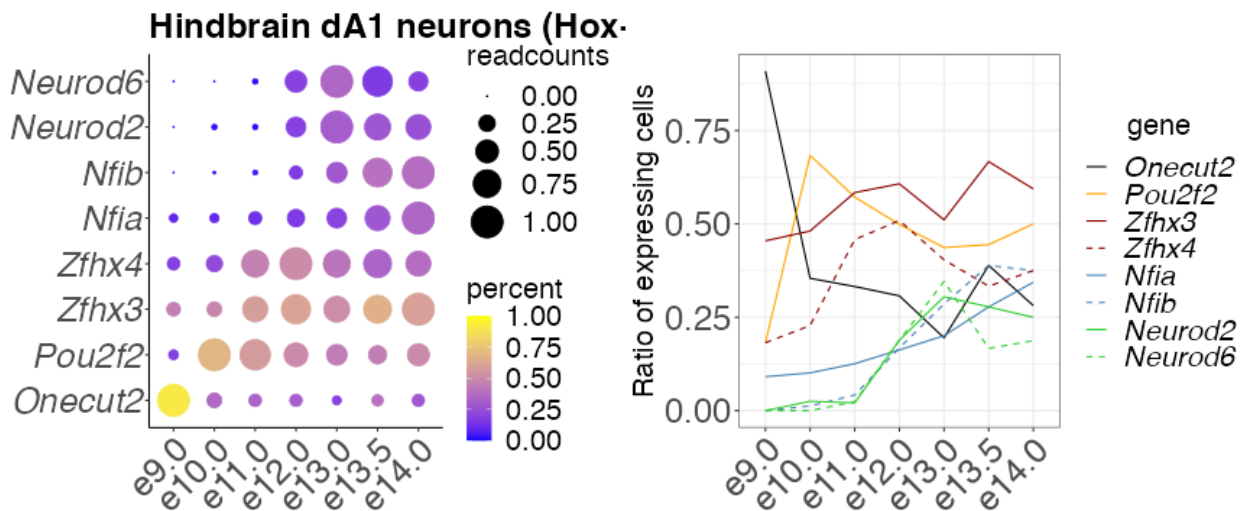 Hindbrain dA1 neurons (Hox-
Neurod6
Neurod2
Nfib
Nfia
Zfhx4
Zfhx3
Pou2f2
Onecut2
e9.0
e10.0
e11.0
e12.0
e13.0
e13.5
e14.0
readcounts
0.00
0.25
0.50
0.75
1.00
percent
1.00
0.75
0.50
0.25
0.00
Ratio of expressing cells
0.75
0.50
0.25
0.00
e9.0
e10.0
e11.0
e12.0
e13.0
e13.5
e14.0
gene
Onecut2
Pou2f2
Zfhx3
Zfhx4
Nfia
Nfib
Neurod2
Neurod6